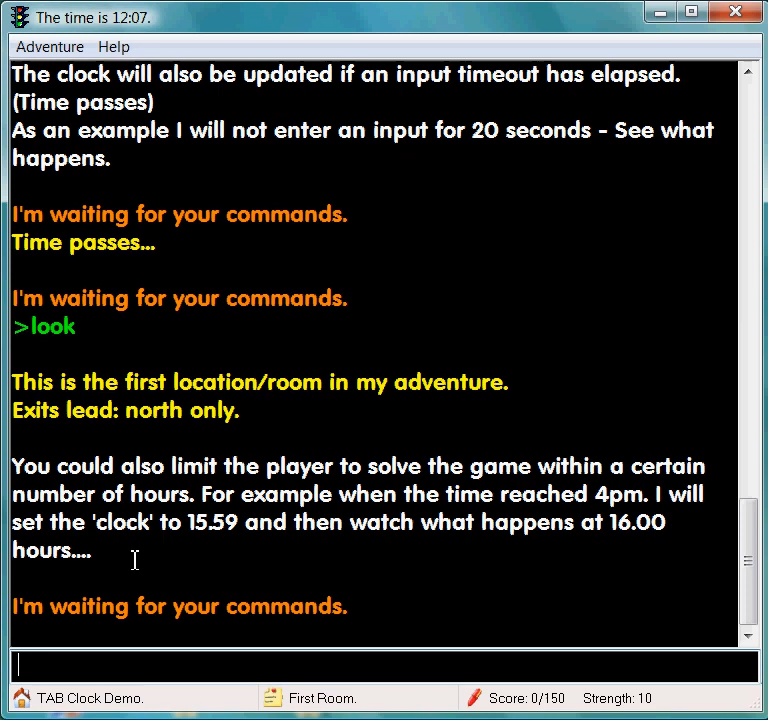 The time is 12:07.
Adventure Help
The clock will also be updated if an input timeout has elapsed.
(Time passes)
As an example I will not enter an input for 20 seconds - See what
happens.
I'm waiting for your commands.
Time passes...
I'm waiting for your commands.
>look
This is the first location/room in my adventure.
Exits lead: north only.
You could also limit the player to solve the game within a certain
number of hours. For example when the time reached 4pm. I will
set the 'clock' to 15.59 and then watch what happens at 16.00
hours....
I'm waiting for your commands.
TAB Clock Demo. First Room. Score: 0/150 Strength: 10